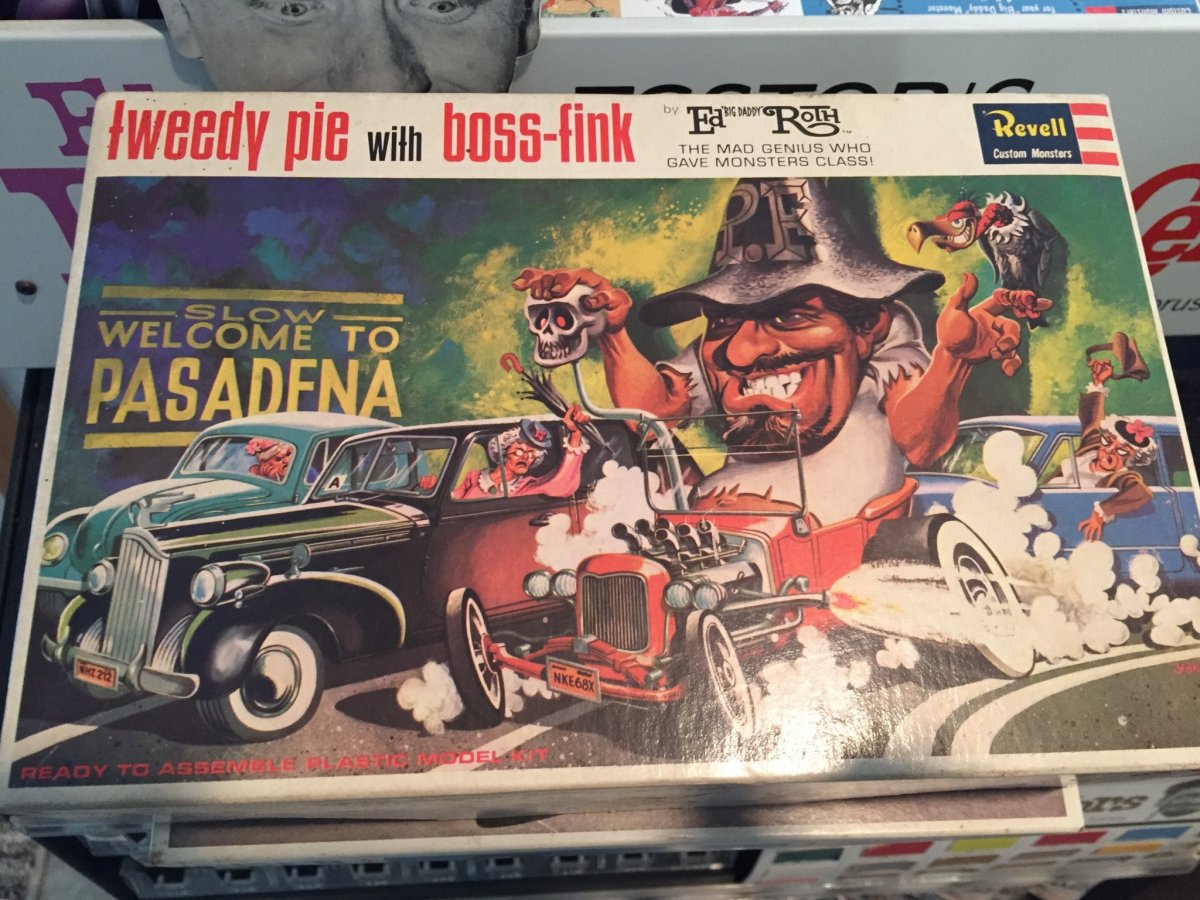 tweedy pie with boss-fink
by Ed "BIG DADDY" Roth™
THE MAD GENIUS WHO
GAVE MONSTERS CLASS!
Revell
Custom Monsters
P.F
SLOW
WELCOME TO
PASADENA
A
NHZ 212
NKE68X
READY TO ASSEMBLE PLASTIC MODEL KIT